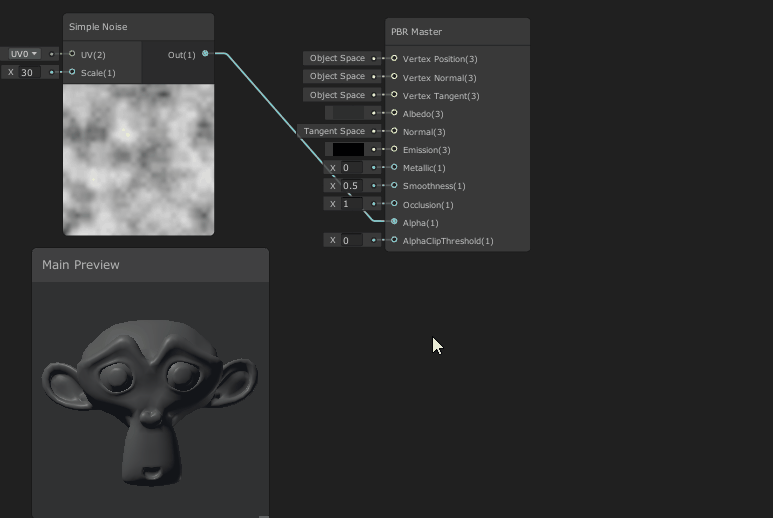 Simple Noise
UV0
UV(2)
Out(1)
X 30
Scale(1)
PBR Master
Object Space
Vertex Position(3)
Object Space
Vertex Normal(3)
Object Space
Vertex Tangent(3)
Albedo(3)
Tangent Space
Normal(3)
Emission(3)
X 0
Metallic(1)
X 0.5
Smoothness(1)
X 1
Occlusion(1)
Alpha(1)
X 0
AlphaClipThreshold(1)
Main Preview